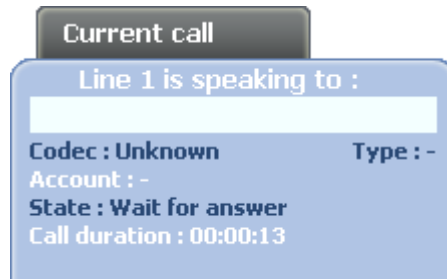 Current call
Line 1 is speaking to :
Codec : Unknown Type : -
Account : -
State : Wait for answer
Call duration : 00:00:13